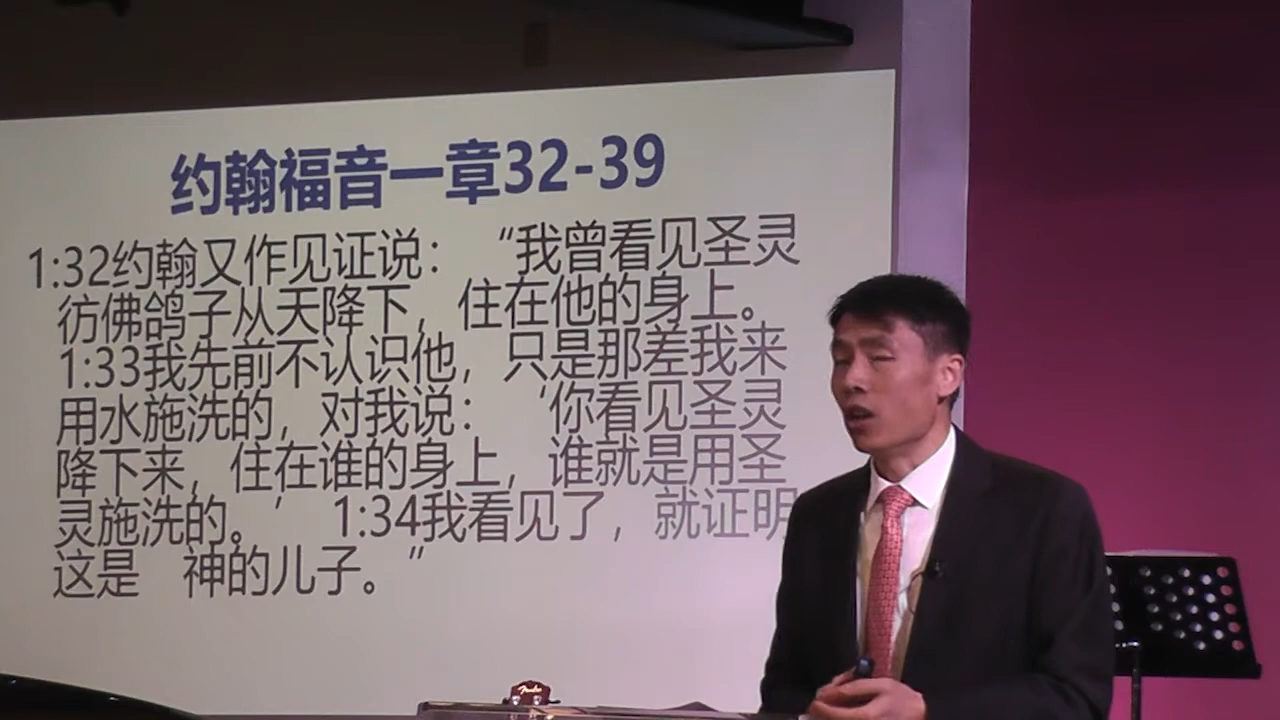 约翰福音一章32-39
1:32约翰又作见证说：“我曾看见圣灵
彷佛鸽子从天降下，住在他的身上。
1:33我先前不认识他，只是那差我来
用水施洗的，对我说：‘你看见圣灵
降下来，住在谁的身上，谁就是用圣
灵施洗的。’ 1:34我看见了，就证明
这是　神的儿子。”
Fender